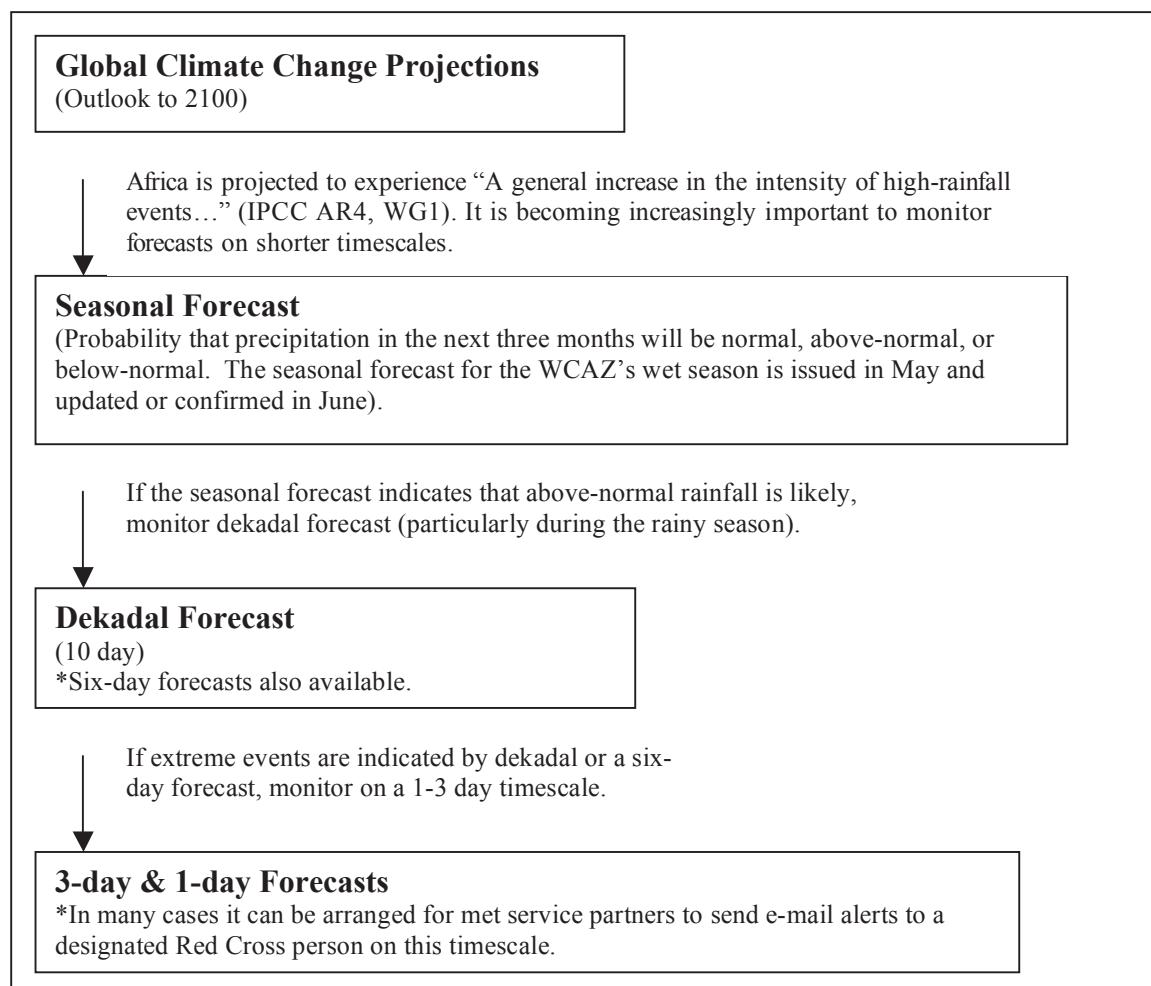 Global Climate Change Projections
(Outlook to 2100)
Africa is projected to experience “A general increase in the intensity of high-rainfall
events…” (IPCC AR4, WG1). It is becoming increasingly important to monitor
forecasts on shorter timescales.
Seasonal Forecast
(Probability that precipitation in the next three months will be normal, above-normal, or
below-normal.  The seasonal forecast for the WCAZ’s wet season is issued in May and
updated or confirmed in June).
If the seasonal forecast indicates that above-normal rainfall is likely,
monitor dekadal forecast (particularly during the rainy season).
Dekadal Forecast
(10 day)
*Six-day forecasts also available.
If extreme events are indicated by dekadal or a six-
day forecast, monitor on a 1-3 day timescale.
3-day & 1-day Forecasts
*In many cases it can be arranged for met service partners to send e-mail alerts to a
designated Red Cross person on this timescale.